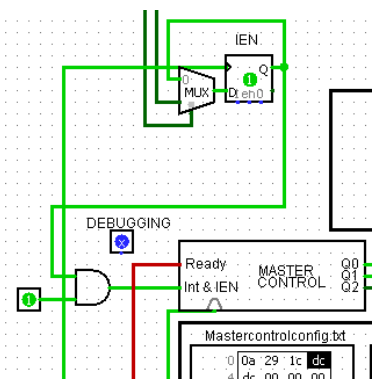 IEN
0
MUX
D
Q
1
1 en 0
DEBUGGING
x
Ready
MASTER
CONTROL
Int & IEN
Q0
Q1
Q2
1
Mastercontrolconfig.txt
0 0a 29 1c dc
4 dc 00 00 00